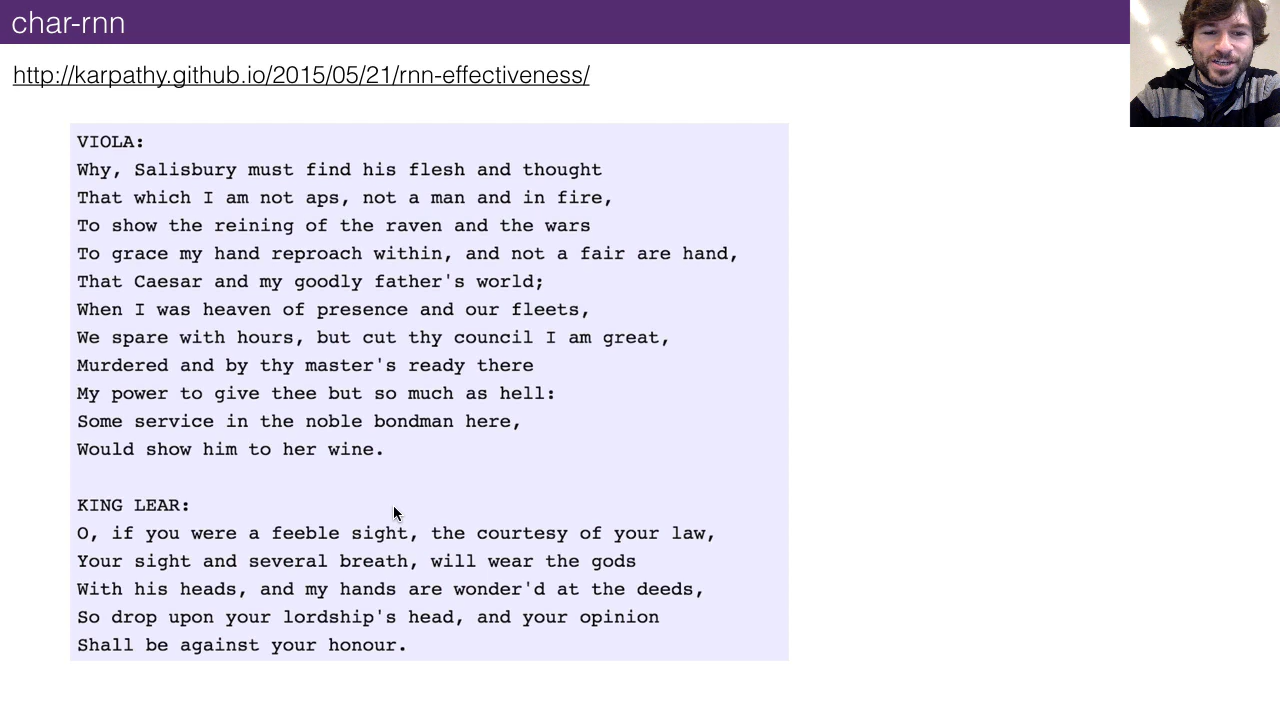 char-rnn
http://karpathy.github.io/2015/05/21/rnn-effectiveness/
VIOLA:
Why, Salisbury must find his flesh and thought
That which I am not aps, not a man and in fire,
To show the reining of the raven and the wars
To grace my hand reproach within, and not a fair are hand,
That Caesar and my goodly father's world;
When I was heaven of presence and our fleets,
We spare with hours, but cut thy council I am great,
Murdered and by thy master's ready there
My power to give thee but so much as hell:
Some service in the noble bondman here,
Would show him to her wine.
KING LEAR:
O, if you were a feeble sight, the courtesy of your law,
Your sight and several breath, will wear the gods
With his heads, and my hands are wonder'd at the deeds,
So drop upon your lordship's head, and your opinion
Shall be against your honour.